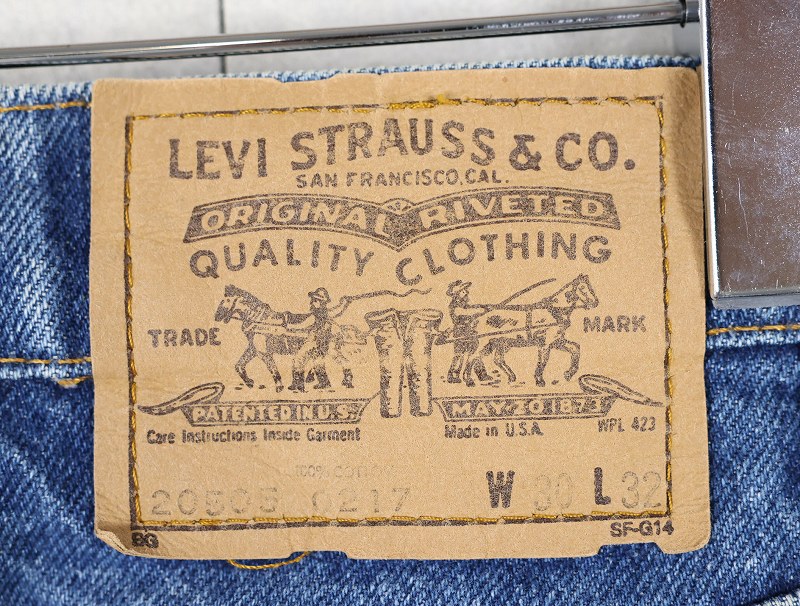 LEVI STRAUSS & CO.
SAN FRANCISCO, CAL.
ORIGINAL RIVETED
QUALITY CLOTHING
TRADE MARK
PATENTED IN U.S. MAY 20 1873
Care Instructions Inside Garment Made in U.S.A. WPL 423
100% COTTON
20505 0217 W 30 L 32
SF-G14